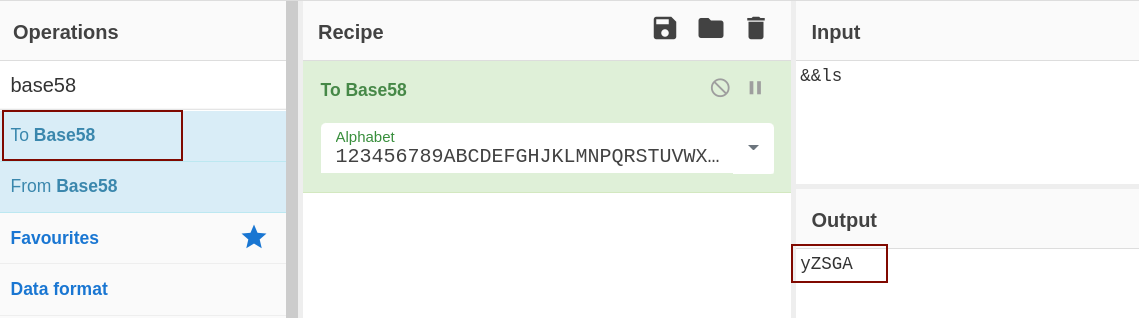 Operations
base58
To Base58
From Base58
Favourites
Data format
Recipe
To Base58
Alphabet
123456789ABCDEFGHJKLMNPQRSTUVWX…
Input
&&ls
Output
yZSGA